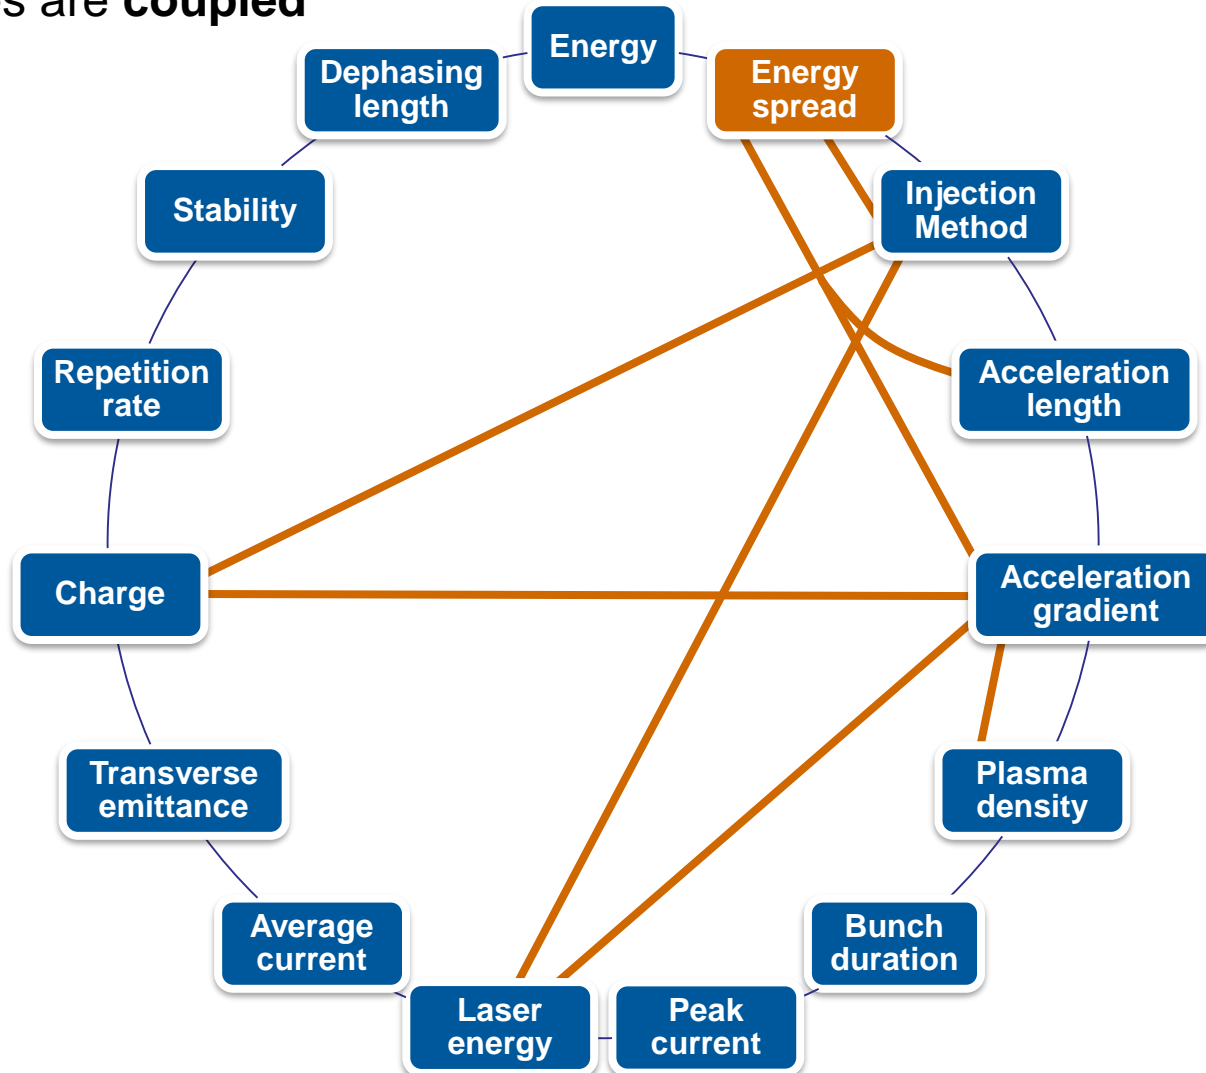 es are coupled
Energy
Energy
spread
Injection
Method
Acceleration
length
Acceleration
gradient
Plasma
density
Bunch
duration
Peak
current
Laser
energy
Average
current
Transverse
emittance
Charge
Repetition
rate
Stability
Dephasing
length